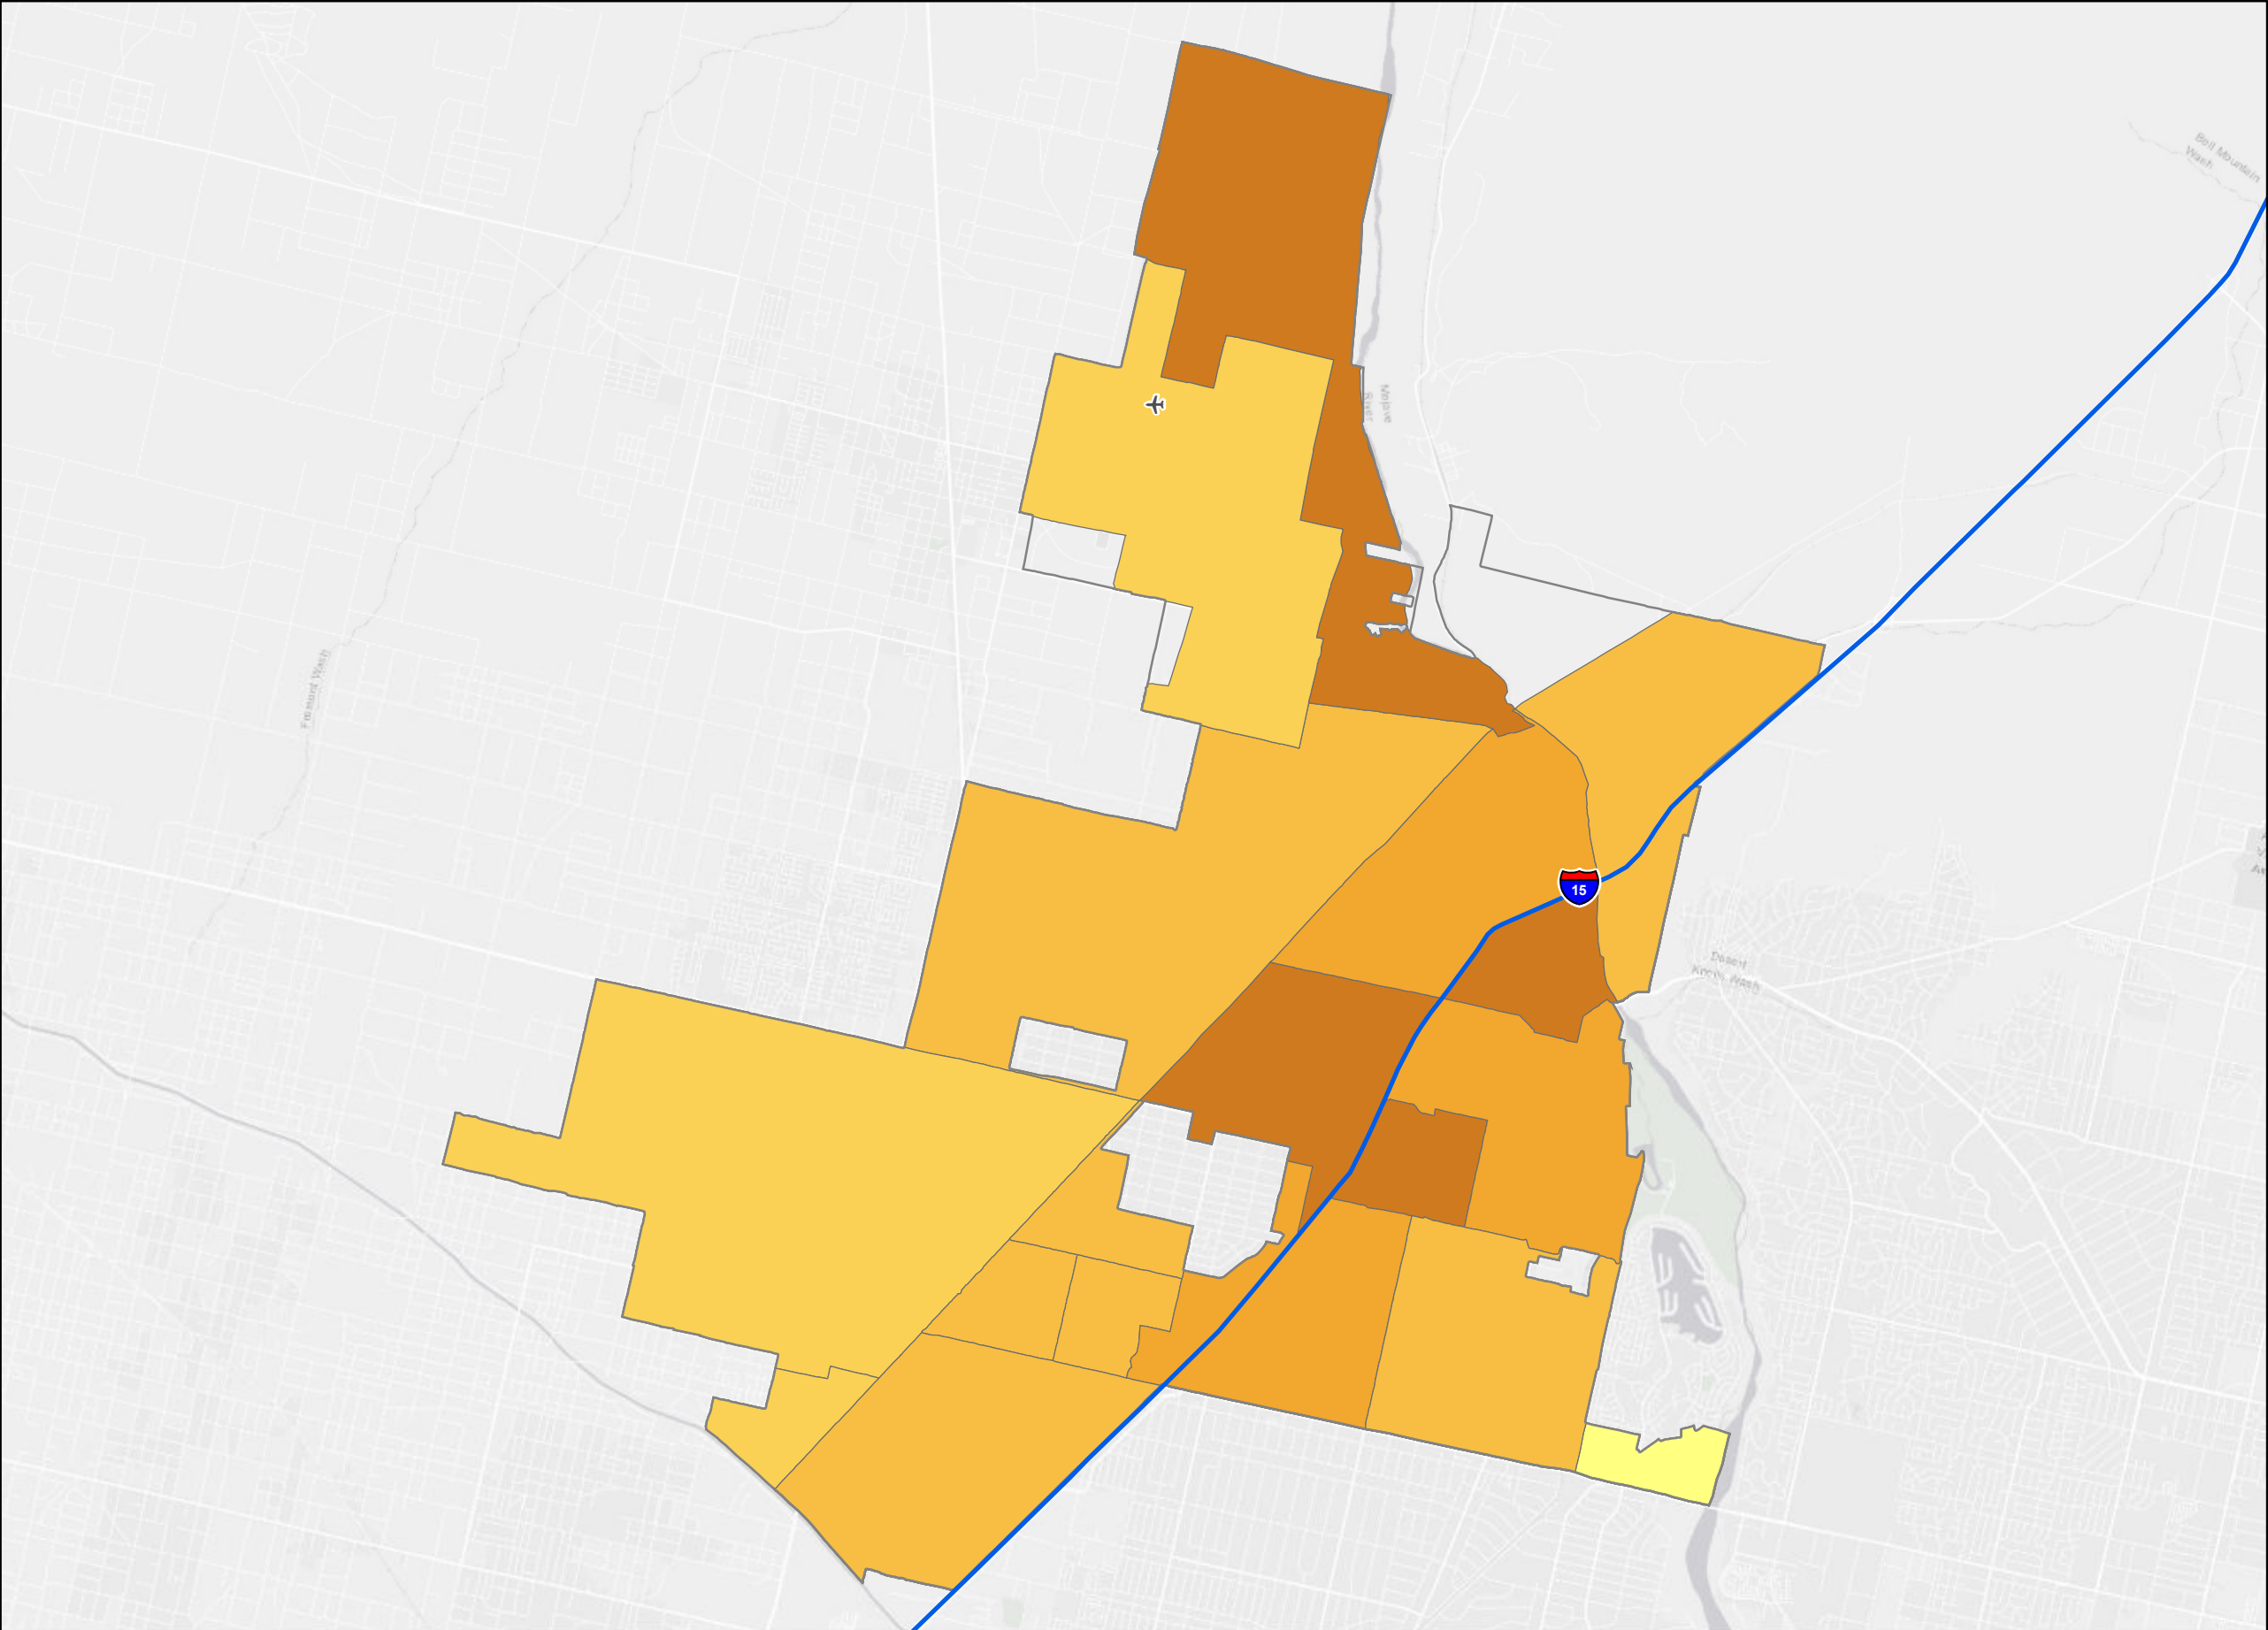 Bell Mountain
Wash
Mojave
River
Fremont Wash
15
Desert
Knolls Wash